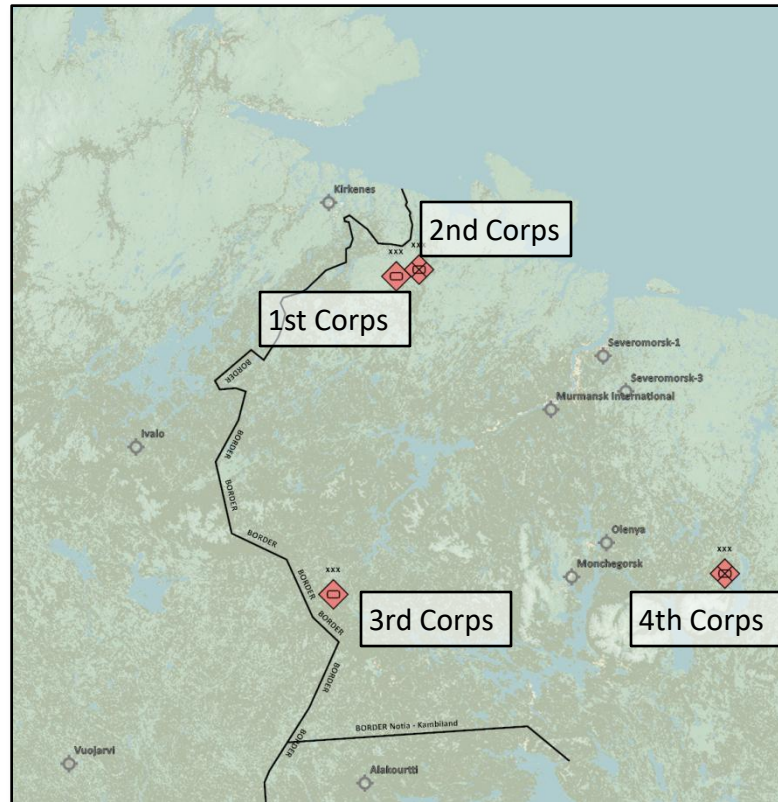 Kirkenes
2nd Corps
xxx
xxx
1st Corps
BORDER
Severomorsk-1
Severomorsk-3
Murmansk International
Ivalo
BORDER
BORDER
BORDER
Olenya
xxx
Monchegorsk
xxx
BORDER
BORDER
3rd Corps
4th Corps
BORDER
BORDER Notia - Kambiland
BORDER
Vuojarvi
Alakourtti